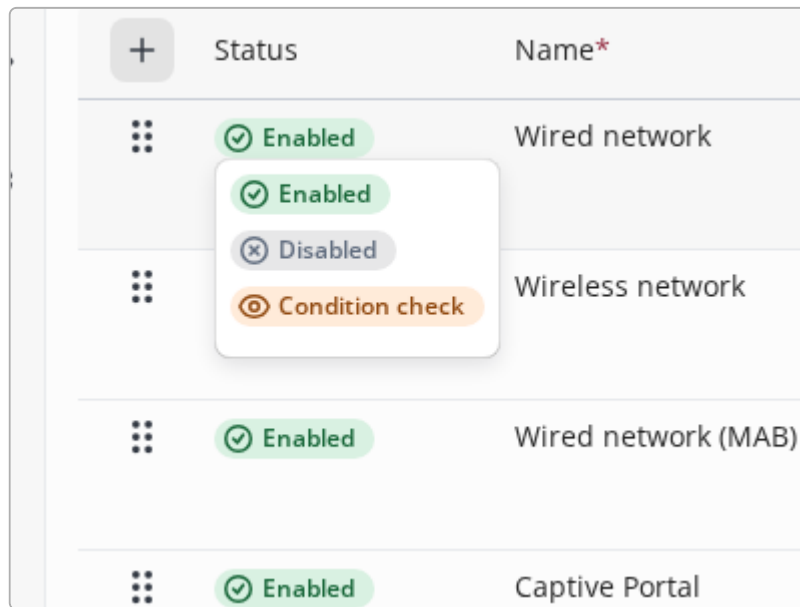 + Status Name*
Enabled Wired network
Enabled
Disabled
Condition check
Wireless network
Enabled Wired network (MAB)
Enabled Captive Portal